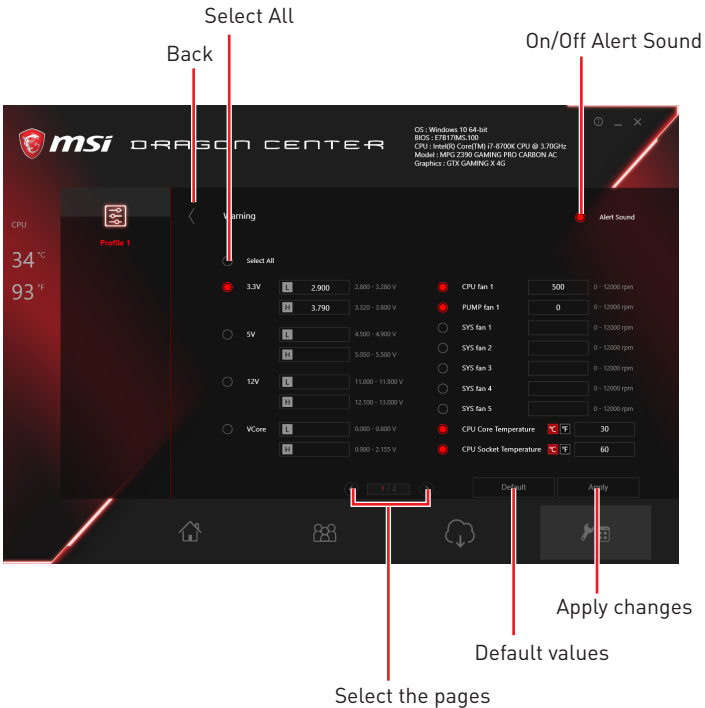 Select All
Back
On/Off Alert Sound
msi DRAGON CENTER
OS : Windows 10 64-bit
BIOS : E7B17IMS.100
CPU : Intel(R) Core(TM) i7-8700K CPU @ 3.70GHz
Model : MPG Z390 GAMING PRO CARBON AC
Graphics : GTX GAMING X 4G
CPU
34 °C
93 °F
Profile 1
Warning
Alert Sound
Select All
3.3V L 2.900 2.800 - 3.280 V
H 3.790 3.320 - 3.800 V
5V L 4.500 - 4.900 V
H 5.050 - 5.500 V
12V L 11.000 - 11.900 V
H 12.100 - 13.000 V
VCore L 0.000 - 0.800 V
H 0.900 - 2.155 V
CPU fan 1 500 0 - 12000 rpm
PUMP fan 1 0 0 - 12000 rpm
SYS fan 1 0 - 12000 rpm
SYS fan 2 0 - 12000 rpm
SYS fan 3 0 - 12000 rpm
SYS fan 4 0 - 12000 rpm
SYS fan 5 0 - 12000 rpm
CPU Core Temperature °C °F 30
CPU Socket Temperature °C °F 60
< 1 / 2 >
Default
Apply
Apply changes
Default values
Select the pages